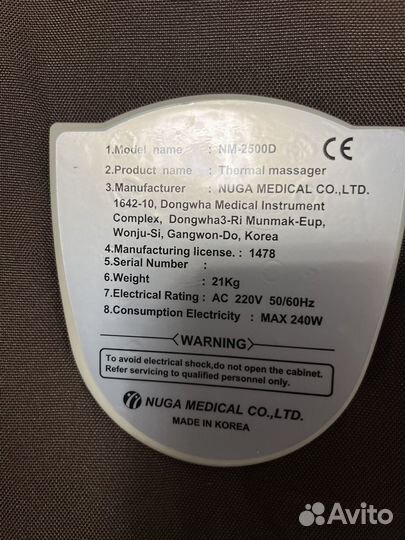 1.Model name : NM-2500D
CE
2.Product name : Thermal massager
3.Manufacturer : NUGA MEDICAL CO.,LTD.
1642-10, Dongwha Medical Instrument
Complex, Dongwha3-Ri Munmak-Eup,
Wonju-Si, Gangwon-Do, Korea
4.Manufacturing license. : 1478
5.Serial Number :
6.Weight : 21Kg
7.Electrical Rating : AC 220V 50/60Hz
8.Consumption Electricity : MAX 240W
<WARNING>
To avoid electrical shock,do not open the cabinet.
Refer servicing to qualified personnel only.
NUGA MEDICAL CO.,LTD.
MADE IN KOREA
Avito